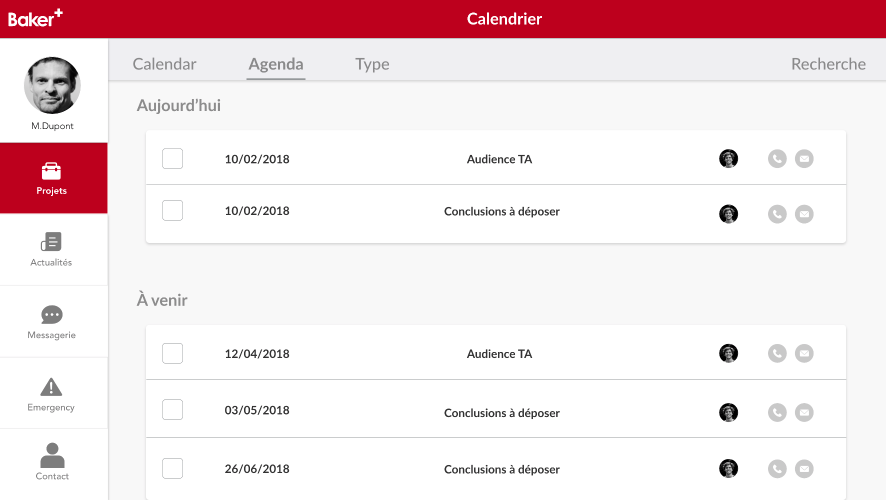 Baker+
Calendrier
M.Dupont
Projets
Actualités
Messagerie
Emergency
Contact
Calendar
Agenda
Type
Recherche
Aujourd'hui
10/02/2018 Audience TA
10/02/2018 Conclusions à déposer
À venir
12/04/2018 Audience TA
03/05/2018 Conclusions à déposer
26/06/2018 Conclusions à déposer